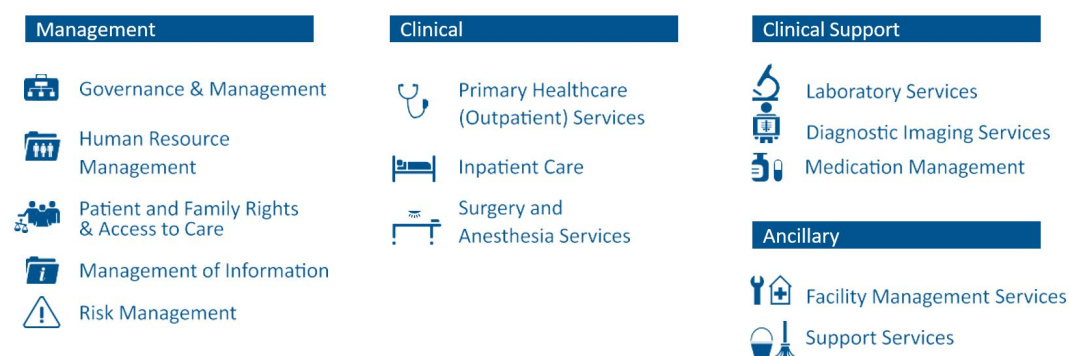 Management
Governance & Management
Human Resource
Management
Patient and Family Rights
& Access to Care
Management of Information
Risk Management
Clinical
Primary Healthcare
(Outpatient) Services
Inpatient Care
Surgery and
Anesthesia Services
Clinical Support
Laboratory Services
Diagnostic Imaging Services
Medication Management
Ancillary
Facility Management Services
Support Services